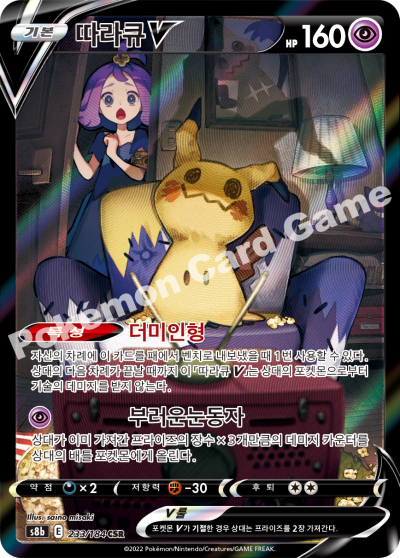 기본 따라큐V HP 160
Pokémon Card Game
특성 더미인형
자신의 차례에 이 카드를 패에서 벤치로 내보냈을 때 1번 사용할 수 있다.
상대의 다음 차례가 끝날 때까지 이 「따라큐V」는 상대의 포켓몬으로부터
기술의 데미지를 받지 않는다.
부러운눈동자
상대가 이미 가져간 프라이즈의 장수 × 3개만큼의 데미지 카운터를
상대의 배틀 포켓몬에게 올린다.
약점 ×2 저항력 -30 후퇴
Illus. saino misaki
V룰
s8b E 233/184 CSR
포켓몬V가 기절한 경우 상대는 프라이즈를 2장 가져간다.
©2022 Pokémon/Nintendo/Creatures/GAME FREAK.